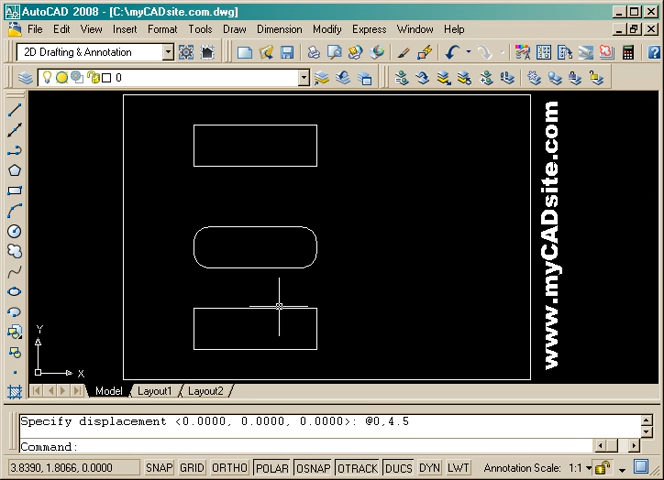 AutoCAD 2008 - [C:\myCADsite.com.dwg]
File Edit View Insert Format Tools Draw Dimension Modify Express Window Help
2D Drafting & Annotation
0
www.myCADsite.com
Y
X
Model Layout1 Layout2
Specify displacement <0.0000, 0.0000, 0.0000>: @0,4.5
Command:
3.8390, 1.8066, 0.0000 SNAP GRID ORTHO POLAR OSNAP OTRACK DUCS DYN LWT Annotation Scale: 1:1